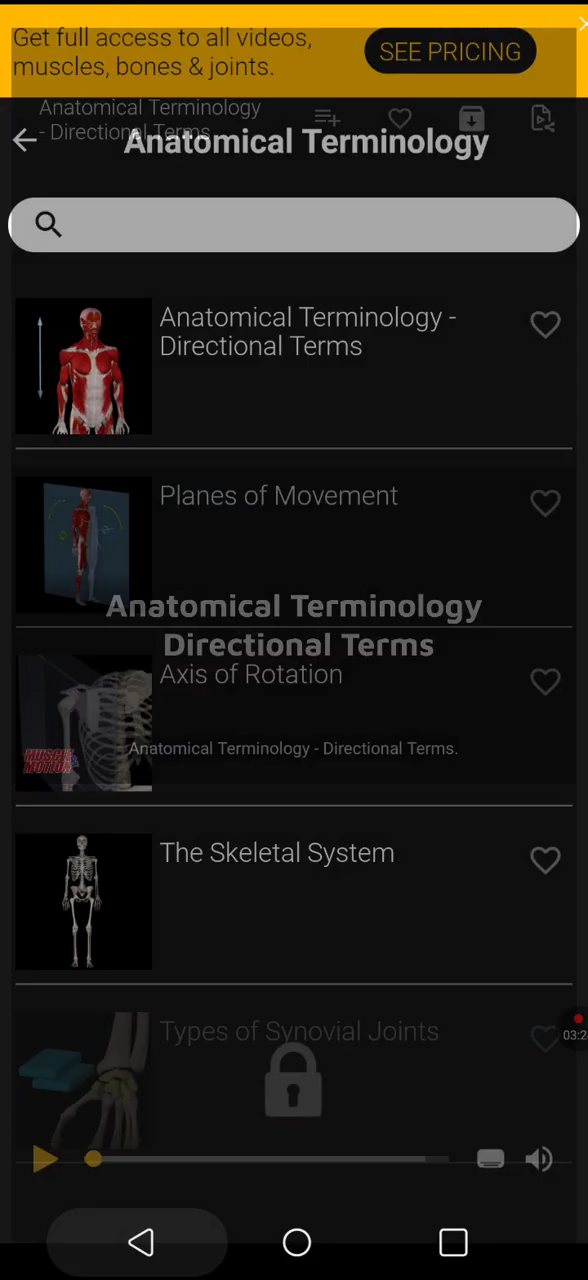 Get full access to all videos,
muscles, bones & joints.
SEE PRICING
Anatomical Terminology
- Directional Terms
Anatomical Terminology
Anatomical Terminology -
Directional Terms
Planes of Movement
Anatomical Terminology
Directional Terms
Axis of Rotation
MUSCLE &
MOTION
Anatomical Terminology - Directional Terms.
The Skeletal System
Types of Synovial Joints